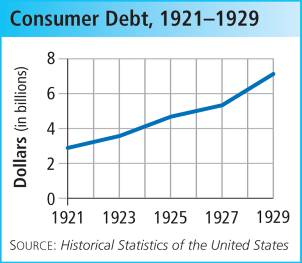 Consumer Debt, 1921–1929
Dollars (in billions)
8
6
4
2
0
1921 1923 1925 1927 1929
SOURCE: Historical Statistics of the United States